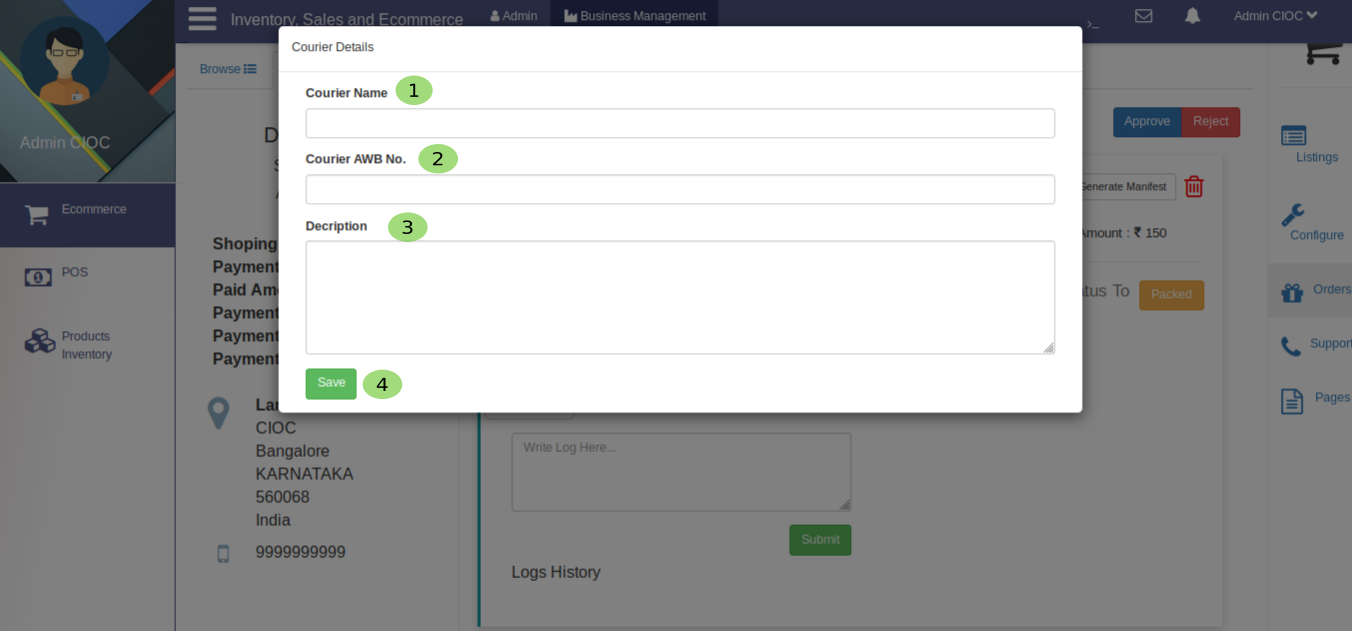 Inventory, Sales and Ecommerce
Admin
Business Management
>_
Admin CIOC
Courier Details
Browse
Courier Name 1
Courier AWB No. 2
Decription 3
Save 4
Admin CIOC
Ecommerce
POS
Products
Inventory
D
S
Shoping
Payment
Paid Am
Payment
Payment
Payment
CIOC
Bangalore
KARNATAKA
560068
India
9999999999
Approve
Reject
Generate Manifest
Amount : ₹ 150
tus To
Packed
Write Log Here...
Submit
Logs History
Listings
Configure
Orders
Support
Pages